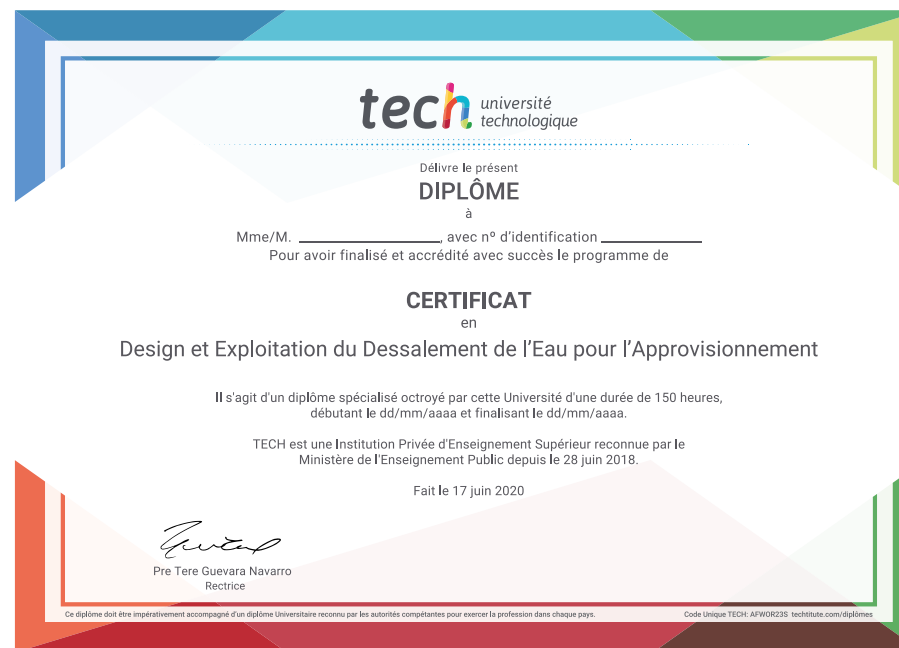 tech université
technologique
Délivre le présent
DIPLÔME
à
Mme/M. ____________________, avec nº d'identification ______________
Pour avoir finalisé et accrédité avec succès le programme de
CERTIFICAT
en
Design et Exploitation du Dessalement de l'Eau pour l'Approvisionnement
Il s'agit d'un diplôme spécialisé octroyé par cette Université d'une durée de 150 heures,
débutant le dd/mm/aaaa et finalisant le dd/mm/aaaa.
TECH est une Institution Privée d'Enseignement Supérieur reconnue par le
Ministère de l'Enseignement Public depuis le 28 juin 2018.
Fait le 17 juin 2020
Pre Tere Guevara Navarro
Rectrice
Ce diplôme doit être impérativement accompagné d'un diplôme Universitaire reconnu par les autorités compétentes pour exercer la profession dans chaque pays. Code Unique TECH: AFWOR23S techtitute.com/diplômes